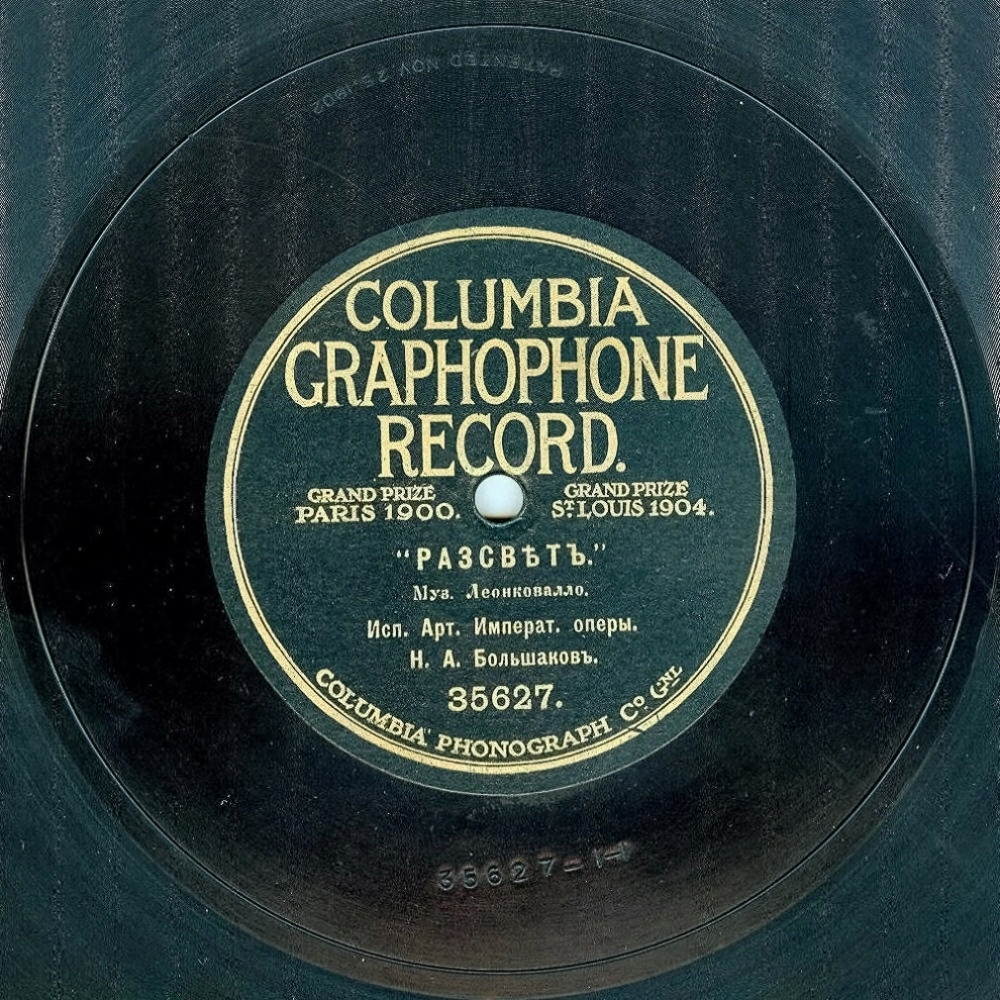 PATENTED NOV 25 1902
COLUMBIA
GRAPHOPHONE
RECORD.
GRAND PRIZE
PARIS 1900.
GRAND PRIZE
ST. LOUIS 1904.
"РАЗСВѢТЪ."
Муз. Леонковалло.
Исп. Арт. Императ. оперы.
Н. А. Большаковъ.
35627.
COLUMBIA PHONOGRAPH Co. GNL
35627-1-1